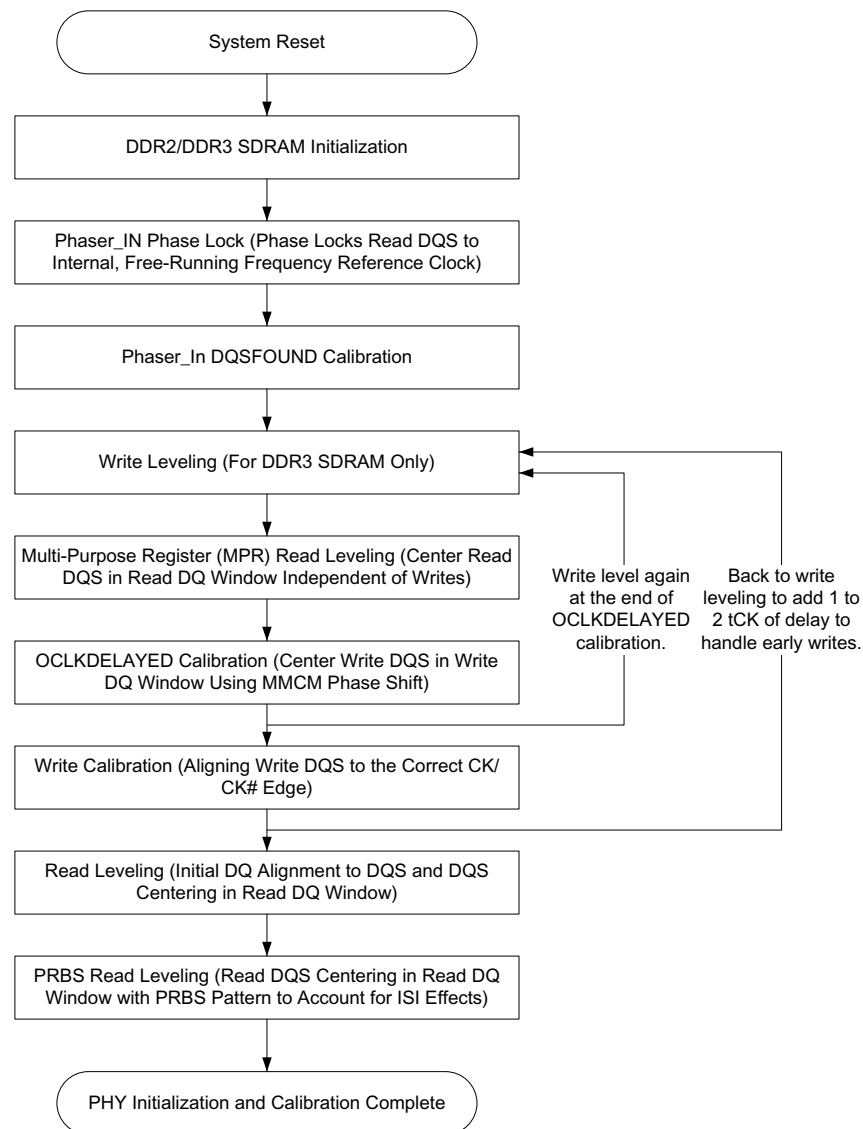 System Reset
DDR2/DDR3 SDRAM Initialization
Phaser_IN Phase Lock (Phase Locks Read DQS to
Internal, Free-Running Frequency Reference Clock)
Phaser_In DQSFOUND Calibration
Write Leveling (For DDR3 SDRAM Only)
Multi-Purpose Register (MPR) Read Leveling (Center Read
DQS in Read DQ Window Independent of Writes)
Write level again
at the end of
OCLKDELAYED
calibration.
Back to write
leveling to add 1 to
2 tCK of delay to
handle early writes.
OCLKDELAYED Calibration (Center Write DQS in Write
DQ Window Using MMCM Phase Shift)
Write Calibration (Aligning Write DQS to the Correct CK/
CK# Edge)
Read Leveling (Initial DQ Alignment to DQS and DQS
Centering in Read DQ Window)
PRBS Read Leveling (Read DQS Centering in Read DQ
Window with PRBS Pattern to Account for ISI Effects)
PHY Initialization and Calibration Complete